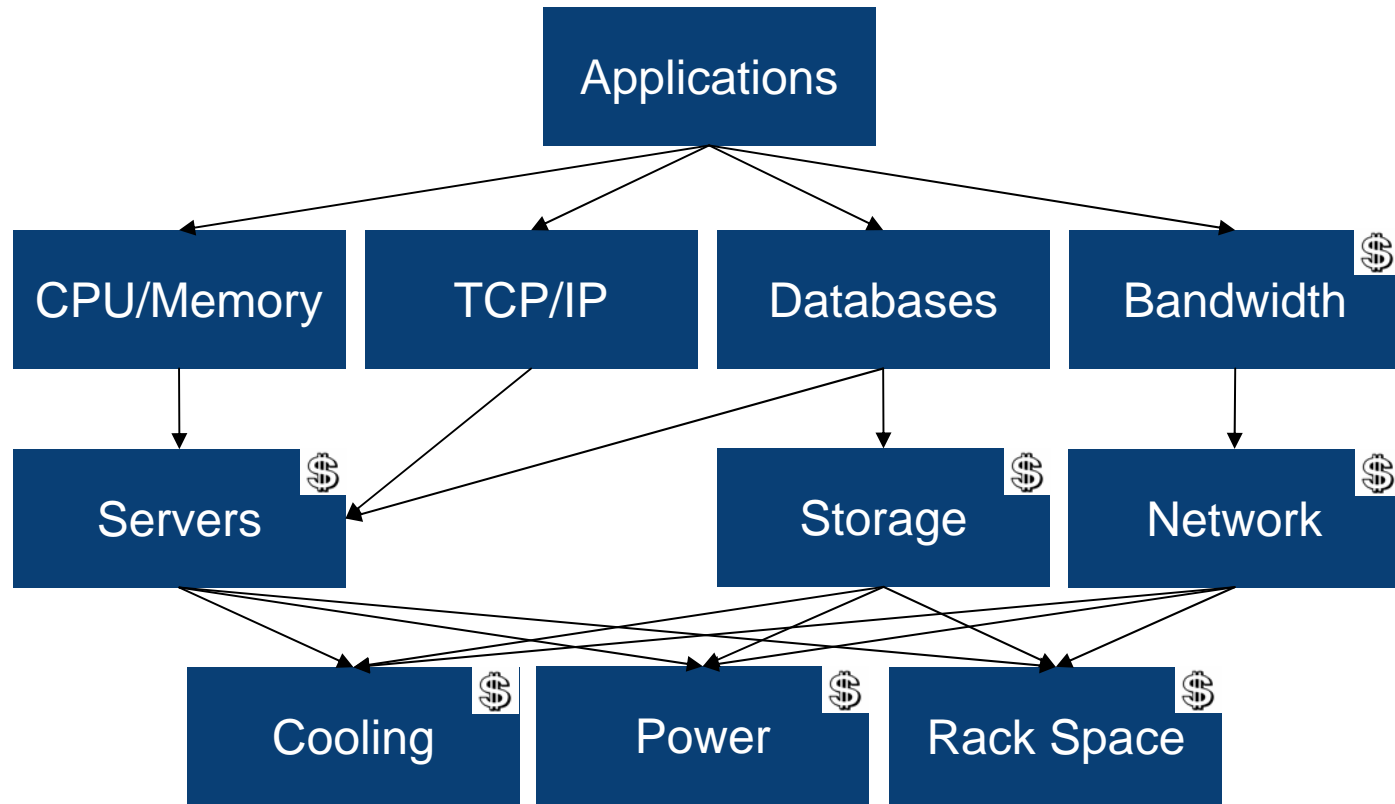 Applications
CPU/Memory
TCP/IP
Databases
$
Bandwidth
$
Servers
$
Storage
$
Network
$
Cooling
$
Power
$
Rack Space